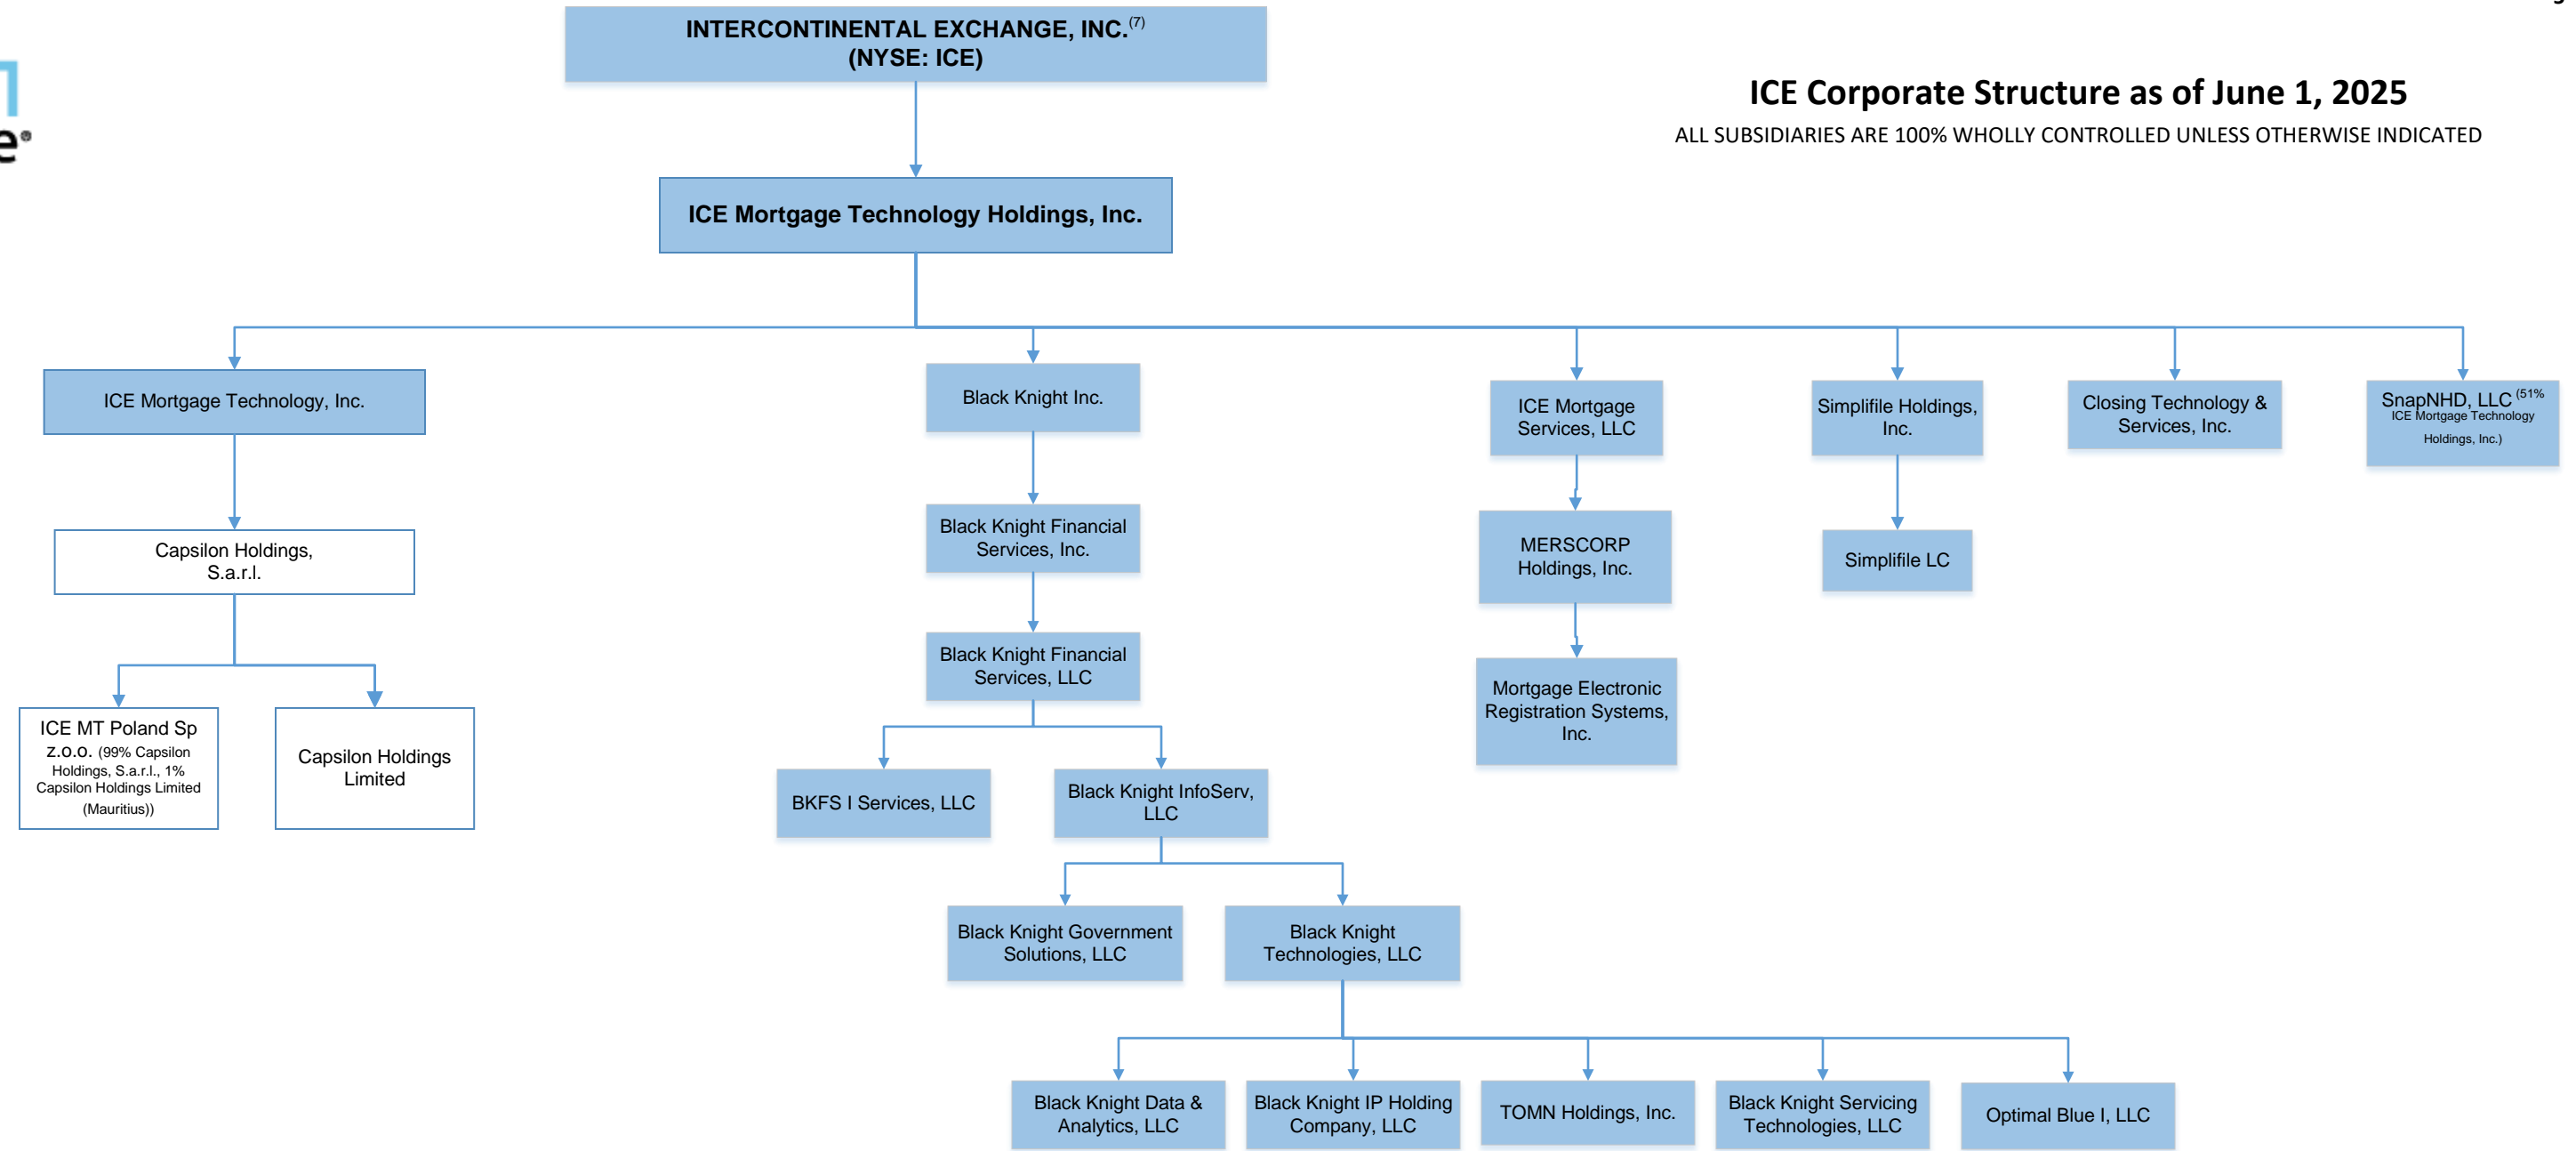 INTERCONTINENTAL EXCHANGE, INC.(7)
(NYSE: ICE)
ICE Corporate Structure as of June 1, 2025
ALL SUBSIDIARIES ARE 100% WHOLLY CONTROLLED UNLESS OTHERWISE INDICATED
ICE Mortgage Technology Holdings, Inc.
ICE Mortgage Technology, Inc.
Black Knight Inc.
ICE Mortgage
Services, LLC
Simplifile Holdings,
Inc.
Closing Technology &
Services, Inc.
SnapNHD, LLC (51%
ICE Mortgage Technology
Holdings, Inc.)
Capsilon Holdings,
S.a.r.l.
Black Knight Financial
Services, Inc.
MERSCORP
Holdings, Inc.
Simplifile LC
Black Knight Financial
Services, LLC
Mortgage Electronic
Registration Systems,
Inc.
ICE MT Poland Sp
z.o.o. (99% Capsilon
Holdings, S.a.r.l., 1%
Capsilon Holdings Limited
(Mauritius))
Capsilon Holdings
Limited
BKFS I Services, LLC
Black Knight InfoServ,
LLC
Black Knight Government
Solutions, LLC
Black Knight
Technologies, LLC
Black Knight Data &
Analytics, LLC
Black Knight IP Holding
Company, LLC
TOMN Holdings, Inc.
Black Knight Servicing
Technologies, LLC
Optimal Blue I, LLC